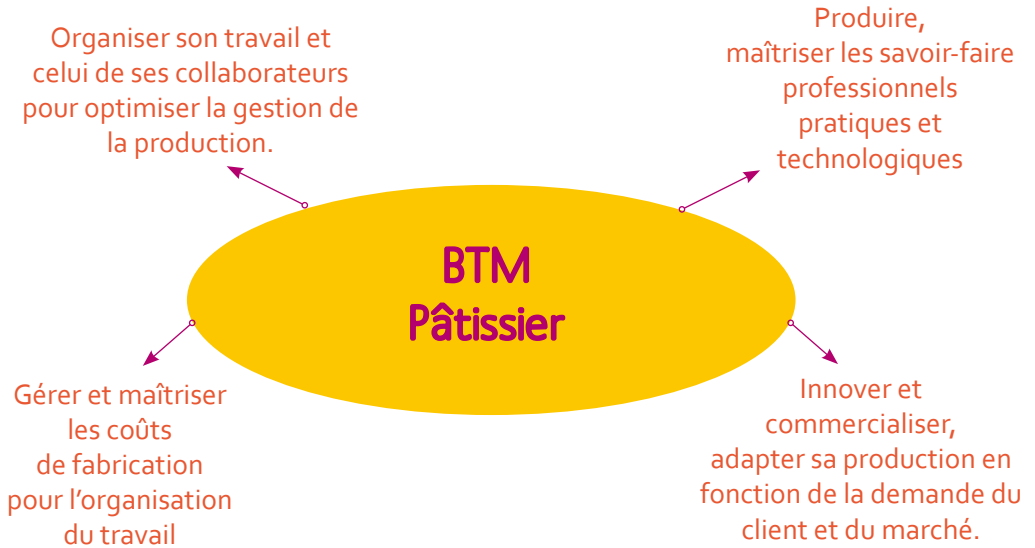 Organiser son travail et
celui de ses collaborateurs
pour optimiser la gestion de
la production.
Produire,
maîtriser les savoir-faire
professionnels
pratiques et
technologiques
BTM
Pâtissier
Gérer et maîtriser
les coûts
de fabrication
pour l'organisation
du travail
Innover et
commercialiser,
adapter sa production en
fonction de la demande du
client et du marché.